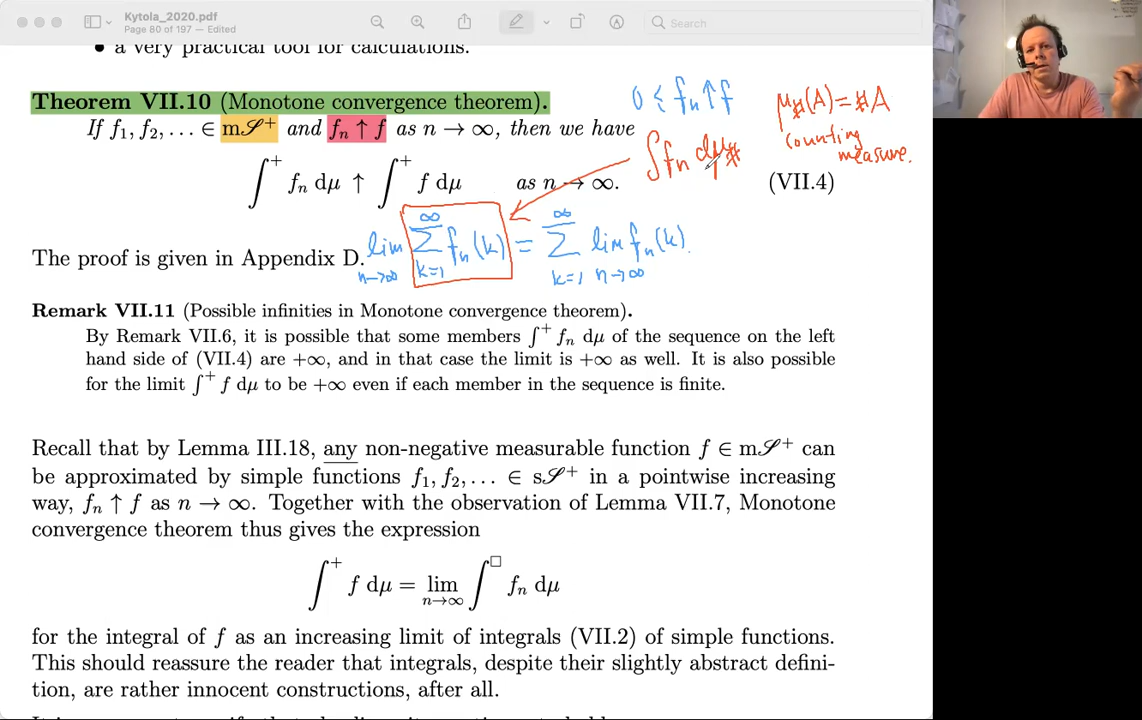 Kytola_2020.pdf
Page 80 of 197 — Edited
Search
• a very practical tool for calculations.
Theorem VII.10 (Monotone convergence theorem).
If f₁, f₂, … ∈ m𝒮⁺ and fₙ ↑ f as n → ∞, then we have
∫⁺ fₙ dμ ↑ ∫⁺ f dμ as n → ∞. (VII.4)
0 ≤ fₙ ↑ f
μ_#(A) = #A
counting
measure.
∫ fₙ dμ_#
lim_{n→∞} ∑_{k=1}^{∞} fₙ(k) = ∑_{k=1}^{∞} lim_{n→∞} fₙ(k).
The proof is given in Appendix D.
Remark VII.11 (Possible infinities in Monotone convergence theorem).
By Remark VII.6, it is possible that some members ∫⁺ fₙ dμ of the sequence on the left
hand side of (VII.4) are +∞, and in that case the limit is +∞ as well. It is also possible
for the limit ∫⁺ f dμ to be +∞ even if each member in the sequence is finite.
Recall that by Lemma III.18, any non-negative measurable function f ∈ m𝒮⁺ can
be approximated by simple functions f₁, f₂, … ∈ s𝒮⁺ in a pointwise increasing
way, fₙ ↑ f as n → ∞. Together with the observation of Lemma VII.7, Monotone
convergence theorem thus gives the expression
∫⁺ f dμ = lim_{n→∞} ∫^□ fₙ dμ
for the integral of f as an increasing limit of integrals (VII.2) of simple functions.
This should reassure the reader that integrals, despite their slightly abstract defini-
tion, are rather innocent constructions, after all.